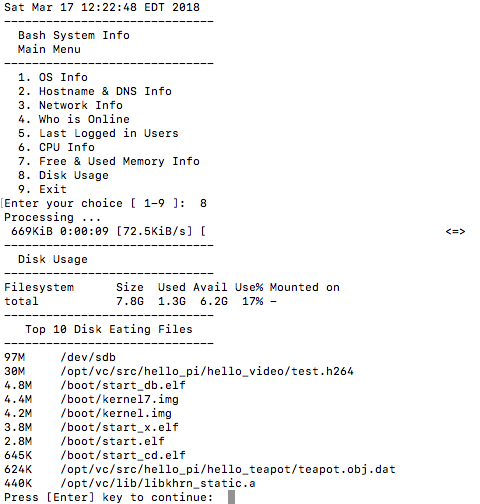 Sat Mar 17 12:22:48 EDT 2018
------------------------------
Bash System Info
Main Menu
------------------------------
1. OS Info
2. Hostname & DNS Info
3. Network Info
4. Who is Online
5. Last Logged in Users
6. CPU Info
7. Free & Used Memory Info
8. Disk Usage
9. Exit
[Enter your choice [ 1-9 ]:  8
Processing ...
669KiB 0:00:09 [72.5KiB/s] [                                  <=>
------------------------------
Disk Usage
------------------------------
Filesystem      Size  Used Avail Use% Mounted on
total           7.8G  1.3G  6.2G  17% -
------------------------------
Top 10 Disk Eating Files
------------------------------
97M     /dev/sdb
30M     /opt/vc/src/hello_pi/hello_video/test.h264
4.8M    /boot/start_db.elf
4.4M    /boot/kernel7.img
4.2M    /boot/kernel.img
3.8M    /boot/start_x.elf
2.8M    /boot/start.elf
645K    /boot/start_cd.elf
624K    /opt/vc/src/hello_pi/hello_teapot/teapot.obj.dat
440K    /opt/vc/lib/libkhrn_static.a
Press [Enter] key to continue: